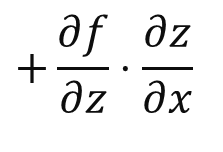 + ∂f/∂z · ∂z/∂x